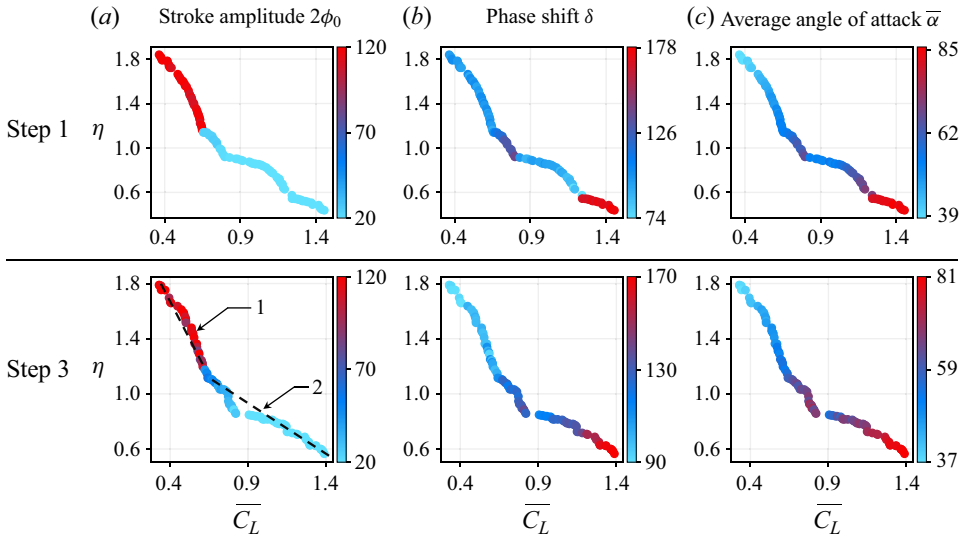 (a) Stroke amplitude 2ϕ₀
(b) Phase shift δ
(c) Average angle of attack α̅
Step 1
η
1.8
1.4
1.0
0.6
0.4 0.9 1.4
120
70
20
1.8
1.4
1.0
0.6
0.4 0.9 1.4
178
126
74
1.8
1.4
1.0
0.6
0.4 0.9 1.4
85
62
39
Step 3
η
1.8
1.4
1.0
0.6
1
2
0.4 0.9 1.4
120
70
20
C̅_L̅
1.8
1.4
1.0
0.6
0.4 0.9 1.4
170
130
90
C̅_L̅
1.8
1.4
1.0
0.6
0.4 0.9 1.4
81
59
37
C̅_L̅